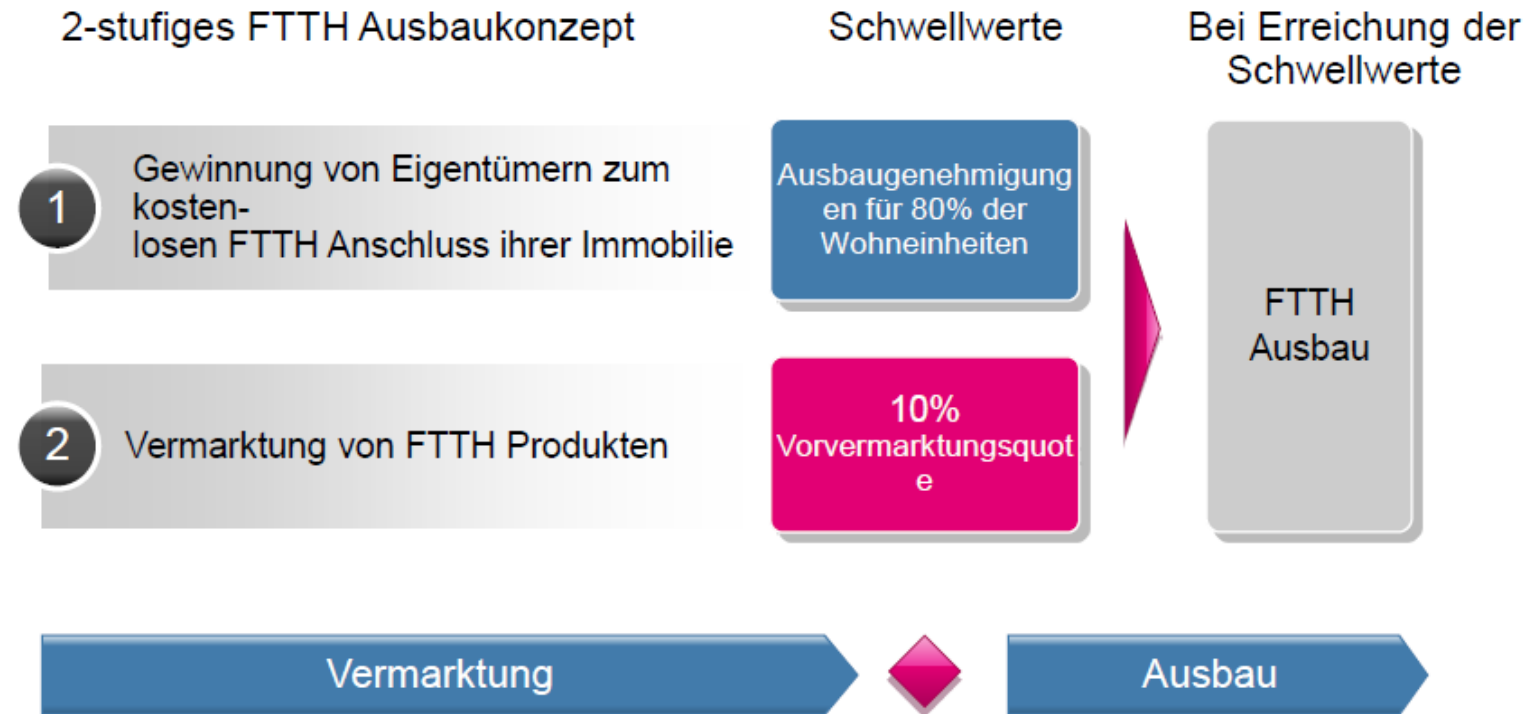 2-stufiges FTTH Ausbaukonzept
Schwellwerte
Bei Erreichung der
Schwellwerte
1
Gewinnung von Eigentümern zum
kosten-
losen FTTH Anschluss ihrer Immobilie
Ausbaugenehmigung
en für 80% der
Wohneinheiten
2
Vermarktung von FTTH Produkten
10%
Vorvermarktungsquot
e
FTTH
Ausbau
Vermarktung
Ausbau